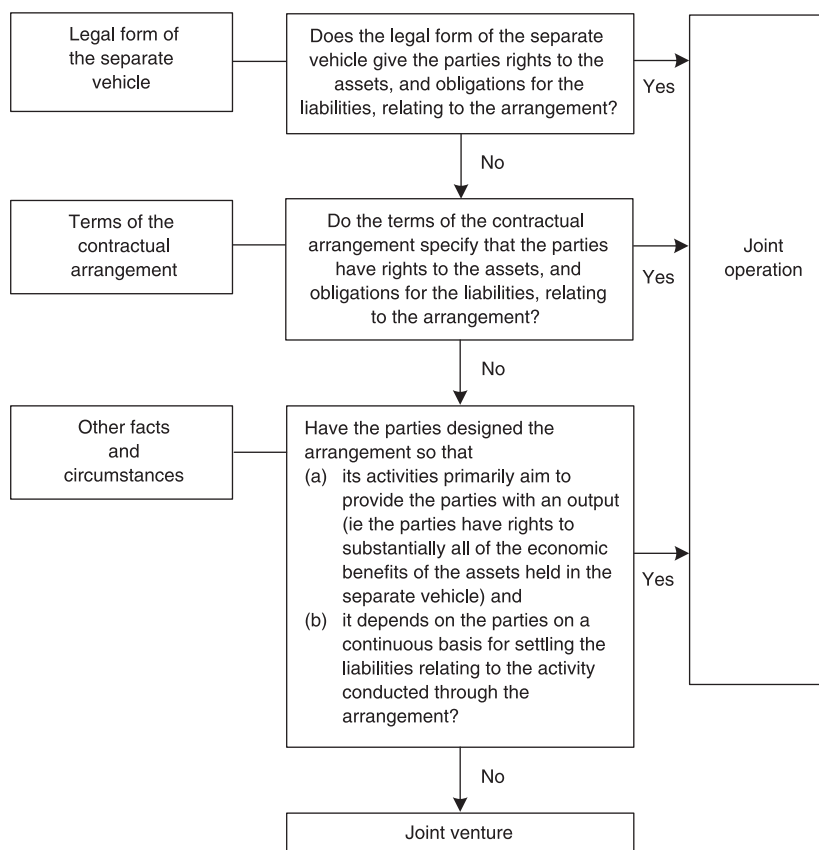 Legal form of
the separate
vehicle
Does the legal form of the separate
vehicle give the parties rights to the
assets, and obligations for the
liabilities, relating to the arrangement?
Yes
No
Terms of the
contractual
arrangement
Do the terms of the contractual
arrangement specify that the parties
have rights to the assets, and
obligations for the liabilities, relating
to the arrangement?
Yes
Joint
operation
No
Other facts
and
circumstances
Have the parties designed the
arrangement so that
(a) its activities primarily aim to
provide the parties with an output
(ie the parties have rights to
substantially all of the economic
benefits of the assets held in the
separate vehicle) and
(b) it depends on the parties on a
continuous basis for settling the
liabilities relating to the activity
conducted through the
arrangement?
Yes
No
Joint venture